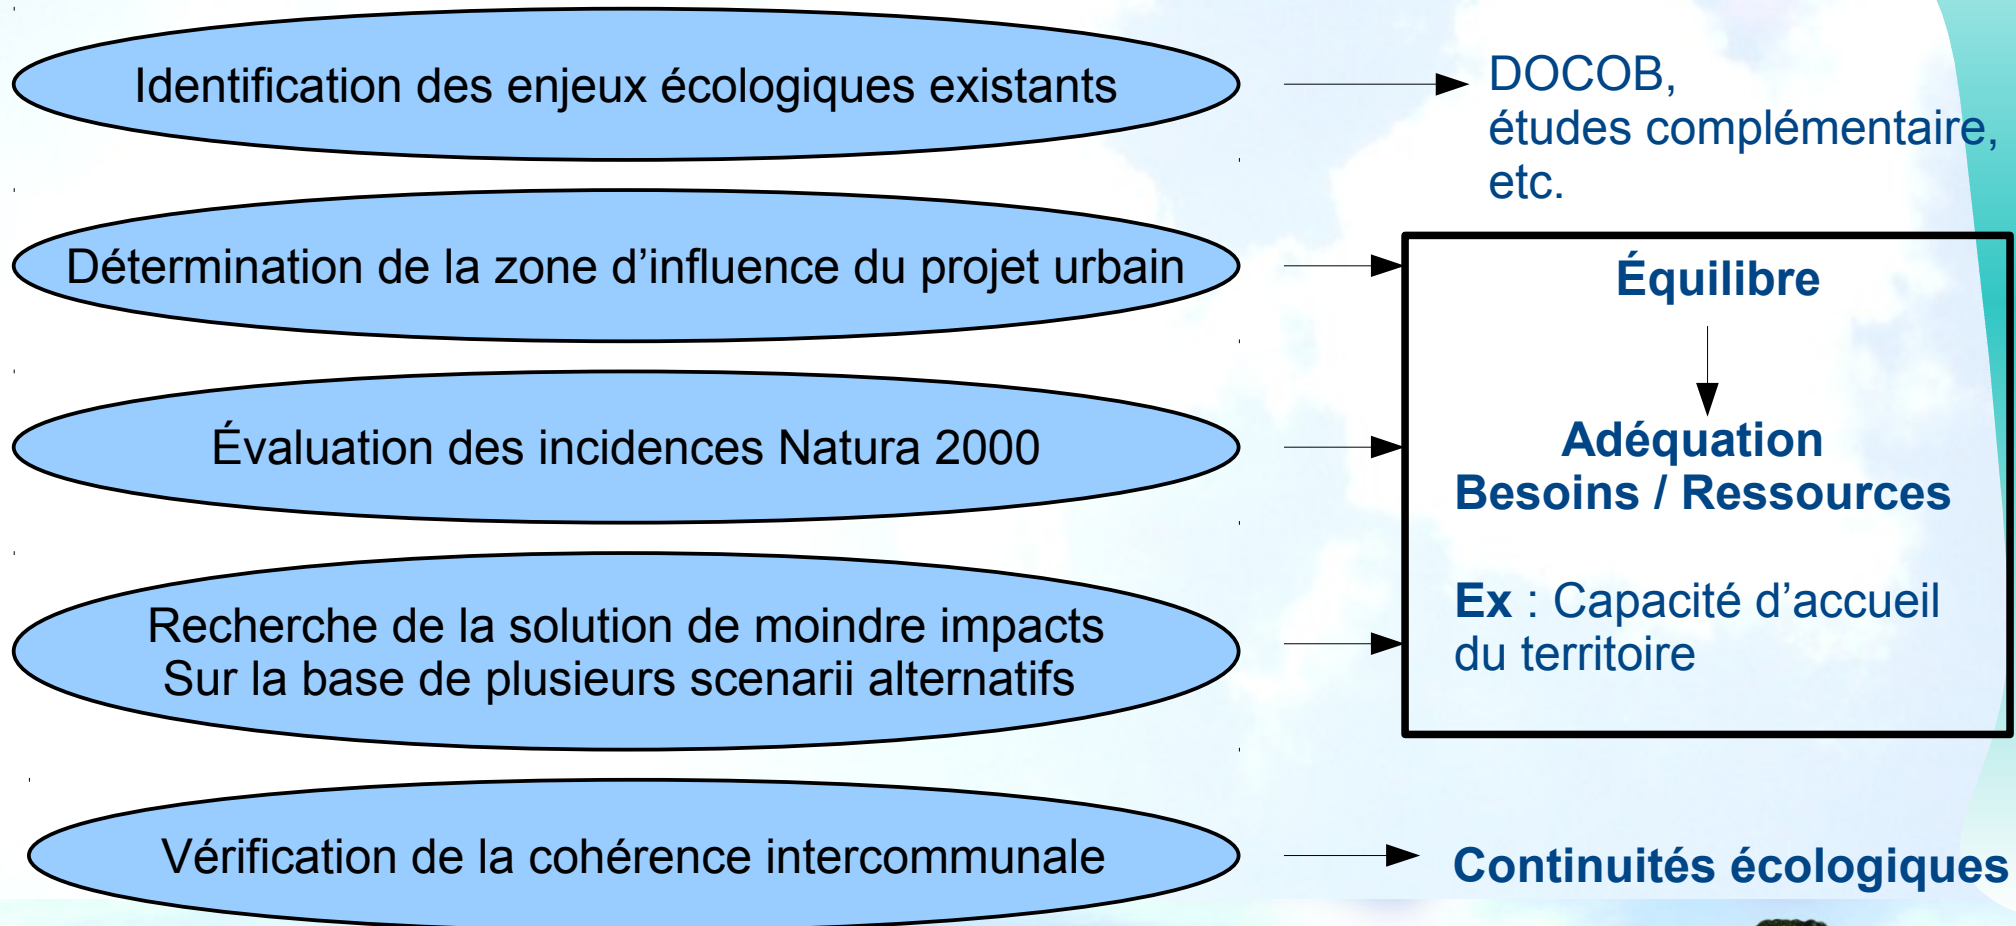 Identification des enjeux écologiques existants
DOCOB,
études complémentaire,
etc.
Détermination de la zone d’influence du projet urbain
Évaluation des incidences Natura 2000
Recherche de la solution de moindre impacts
Sur la base de plusieurs scenarii alternatifs
Équilibre
Adéquation
Besoins / Ressources
Ex : Capacité d’accueil
du territoire
Vérification de la cohérence intercommunale
Continuités écologiques